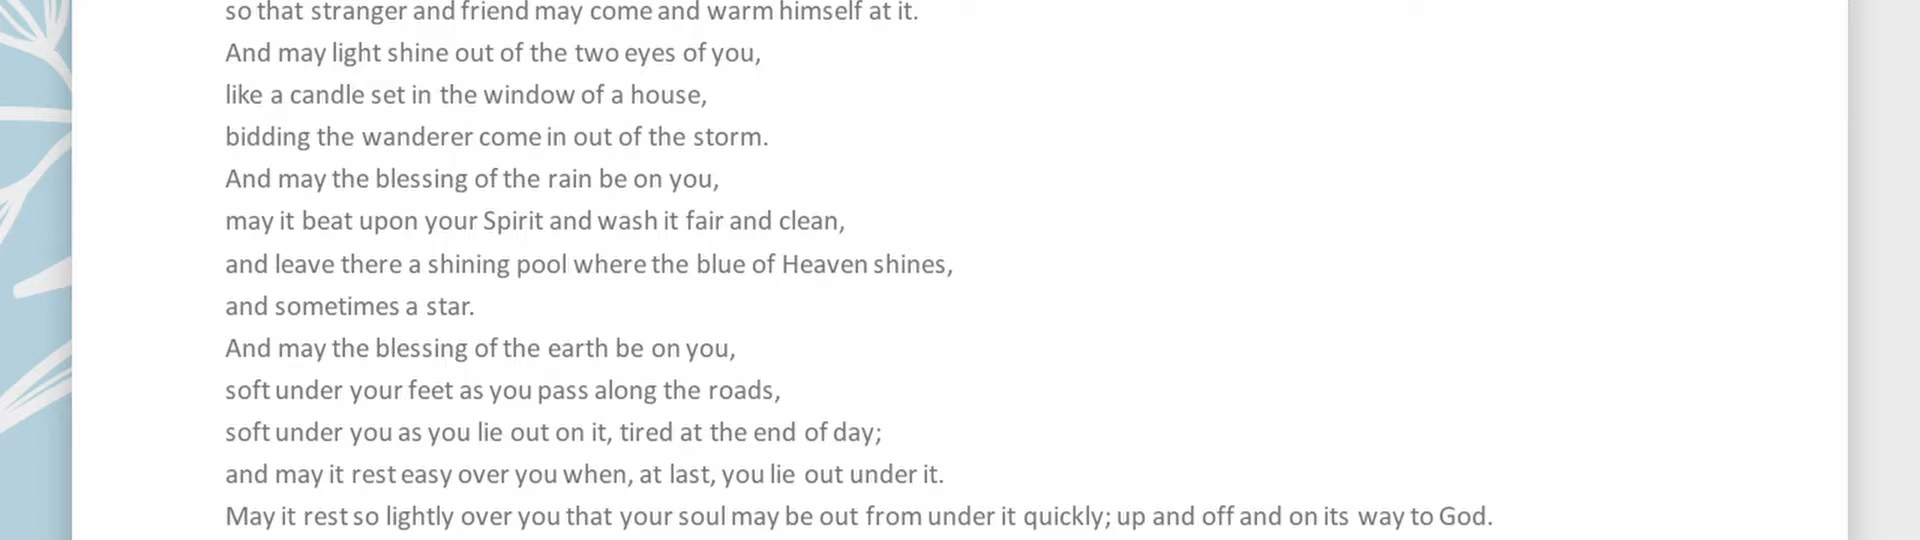 so that stranger and friend may come and warm himself at it.
And may light shine out of the two eyes of you,
like a candle set in the window of a house,
bidding the wanderer come in out of the storm.
And may the blessing of the rain be on you,
may it beat upon your Spirit and wash it fair and clean,
and leave there a shining pool where the blue of Heaven shines,
and sometimes a star.
And may the blessing of the earth be on you,
soft under your feet as you pass along the roads,
soft under you as you lie out on it, tired at the end of day;
and may it rest easy over you when, at last, you lie out under it.
May it rest so lightly over you that your soul may be out from under it quickly; up and off and on its way to God.